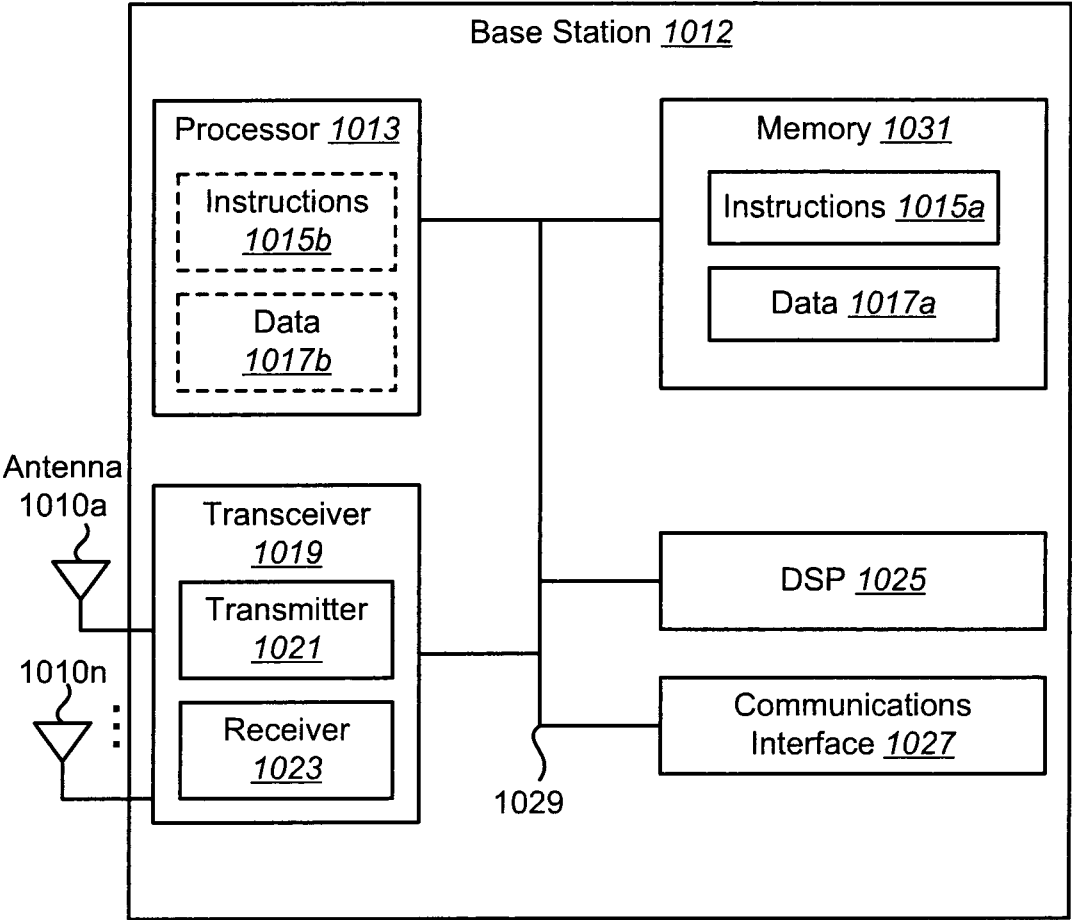 Base Station 1012
Processor 1013
Instructions
1015b
Data
1017b
Memory 1031
Instructions 1015a
Data 1017a
Antenna
1010a
1010n
Transceiver
1019
Transmitter
1021
Receiver
1023
DSP 1025
Communications
Interface 1027
1029